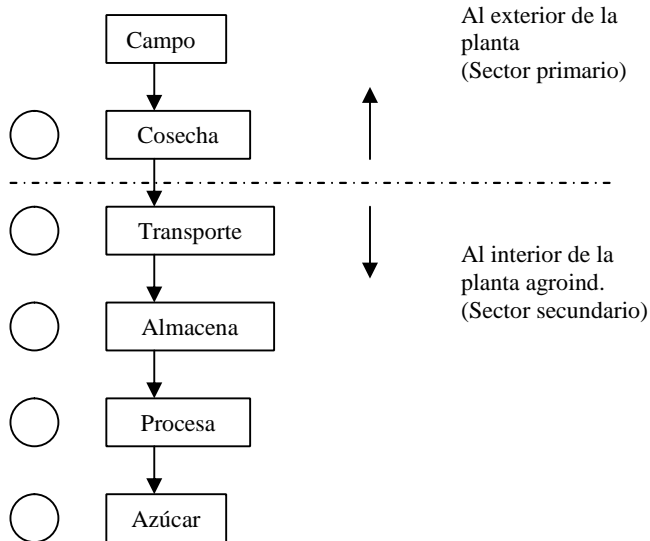 Campo
Al exterior de la
planta
(Sector primario)
Cosecha
Transporte
Al interior de la
planta agroind.
(Sector secundario)
Almacena
Procesa
Azúcar